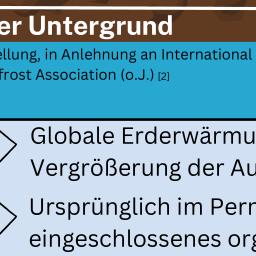 er Untergrund
ellung, in Anlehnung an International
frost Association (o.J.) [2]
Globale Erderwärmu
Vergrößerung der Au
Ursprünglich im Perm
eingeschlossenes org